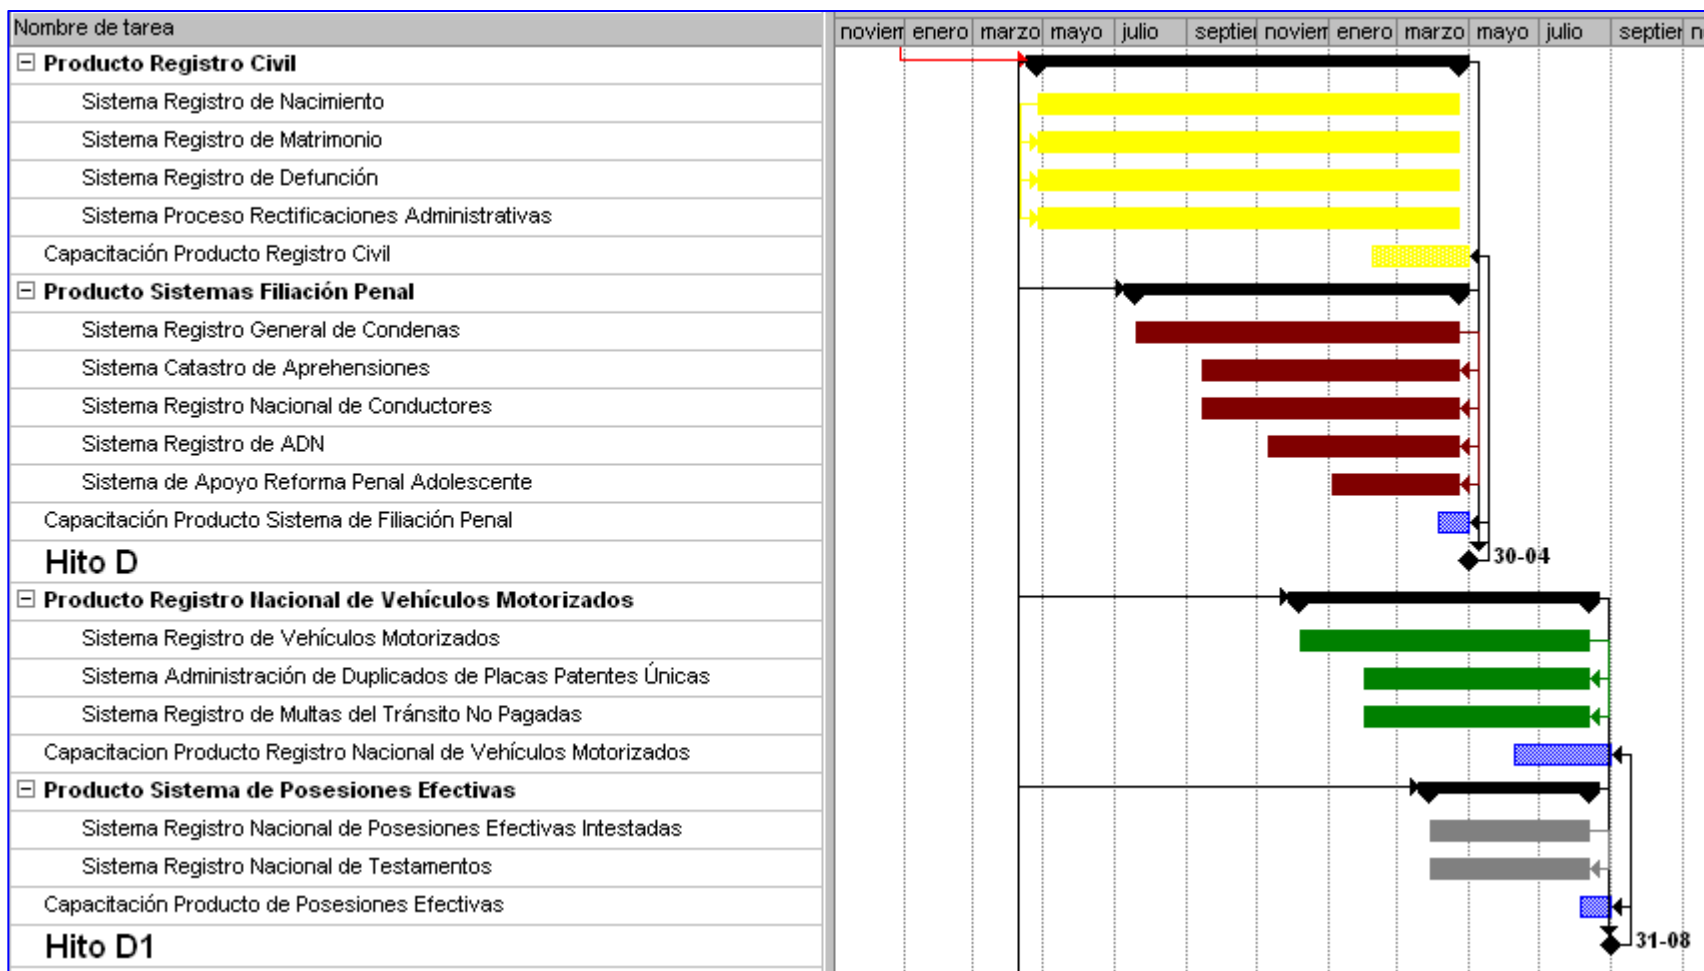 Nombre de tarea
noviem enero marzo mayo julio septiem noviem enero marzo mayo julio septiem n
Producto Registro Civil
Sistema Registro de Nacimiento
Sistema Registro de Matrimonio
Sistema Registro de Defunción
Sistema Proceso Rectificaciones Administrativas
Capacitación Producto Registro Civil
Producto Sistemas Filiación Penal
Sistema Registro General de Condenas
Sistema Catastro de Aprehensiones
Sistema Registro Nacional de Conductores
Sistema Registro de ADN
Sistema de Apoyo Reforma Penal Adolescente
Capacitación Producto Sistema de Filiación Penal
Hito D
30-04
Producto Registro Nacional de Vehículos Motorizados
Sistema Registro de Vehículos Motorizados
Sistema Administración de Duplicados de Placas Patentes Únicas
Sistema Registro de Multas del Tránsito No Pagadas
Capacitacion Producto Registro Nacional de Vehículos Motorizados
Producto Sistema de Posesiones Efectivas
Sistema Registro Nacional de Posesiones Efectivas Intestadas
Sistema Registro Nacional de Testamentos
Capacitación Producto de Posesiones Efectivas
Hito D1
31-08